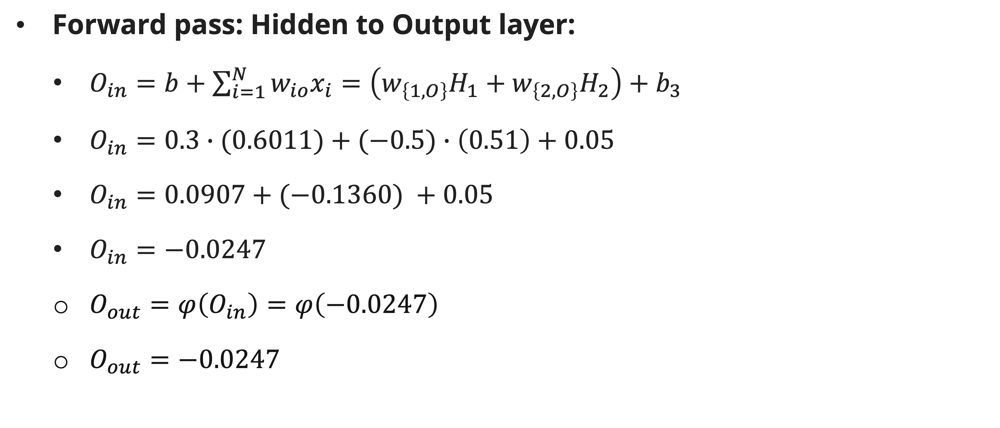 • Forward pass: Hidden to Output layer:
• O_in = b + ∑_{i=1}^{N} w_{io} x_i = (w_{{1,O}}H_1 + w_{{2,O}}H_2) + b_3
• O_in = 0.3 · (0.6011) + (−0.5) · (0.51) + 0.05
• O_in = 0.0907 + (−0.1360) + 0.05
• O_in = −0.0247
○ O_out = φ(O_in) = φ(−0.0247)
○ O_out = −0.0247